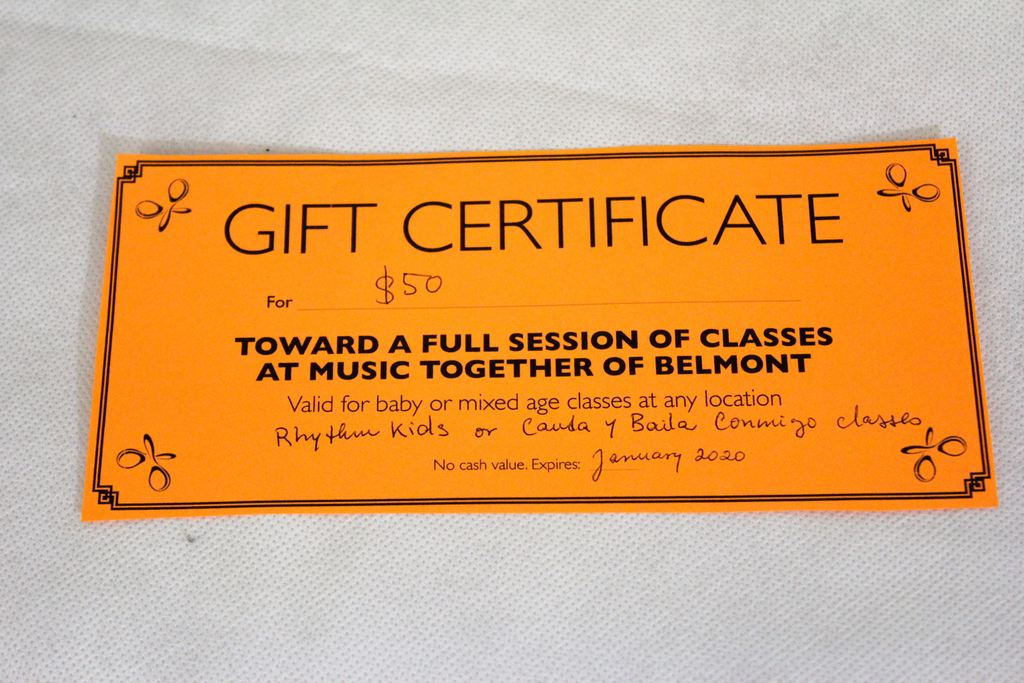 GIFT CERTIFICATE
For $50
TOWARD A FULL SESSION OF CLASSES
AT MUSIC TOGETHER OF BELMONT
Valid for baby or mixed age classes at any location
Rhythm Kids or Canta y Baila Conmigo classes
No cash value. Expires: January 2020